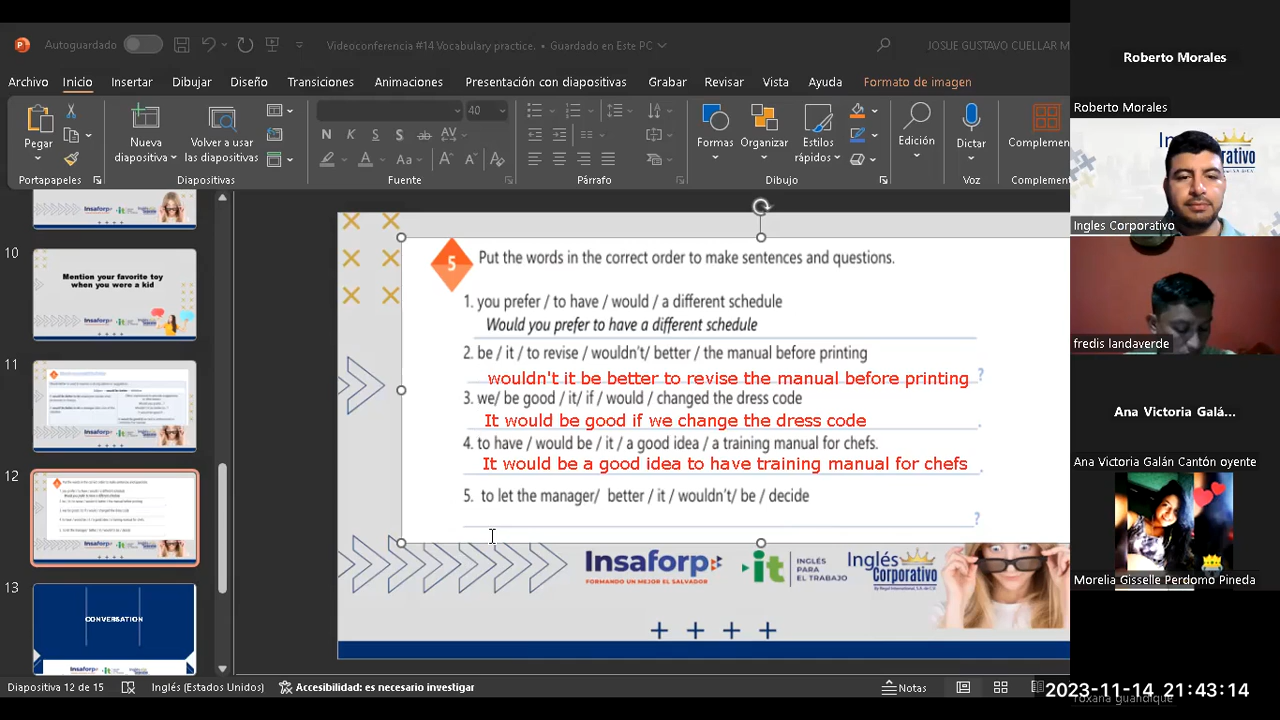 Autoguardado
Videoconferencia #14 Vocabulary practice. • Guardado en Este PC
JOSUE GUSTAVO CUELLAR M
Archivo Inicio Insertar Dibujar Diseño Transiciones Animaciones Presentación con diapositivas Grabar Revisar Vista Ayuda Formato de imagen
Pegar
Nueva diapositiva
Volver a usar las diapositivas
40
N K S S ab AV
A Aa A A A
Formas Organizar Estilos rápidos
Edición
Dictar
Complemen
Portapapeles Diapositivas Fuente Párrafo Dibujo Voz Complement
10
Mention your favorite toy
when you were a kid
11
12
13
CONVERSATION
5 Put the words in the correct order to make sentences and questions.
1. you prefer / to have / would / a different schedule
Would you prefer to have a different schedule
2. be / it / to revise / wouldn't/ better / the manual before printing
wouldn't it be better to revise the manual before printing ?
3. we/ be good / it/ if / would / changed the dress code
It would be good if we change the dress code .
4. to have / would be / it / a good idea / a training manual for chefs.
It would be a good idea to have training manual for chefs .
5. to let the manager/ better / it / wouldn't/ be / decide
?
Insaforp
FORMANDO UN MEJOR EL SALVADOR
it INGLÉS PARA EL TRABAJO
Inglés Corporativo
Diapositiva 12 de 15
Inglés (Estados Unidos)
Accesibilidad: es necesario investigar
Notas
Roberto Morales
Roberto Morales
Ingles Corporativo
fredis landaverde
Ana Victoria Galá...
Ana Victoria Galán Cantón oyente
Morelia Gisselle Perdomo Pineda
roxana guandique
2023-11-14 21:43:14